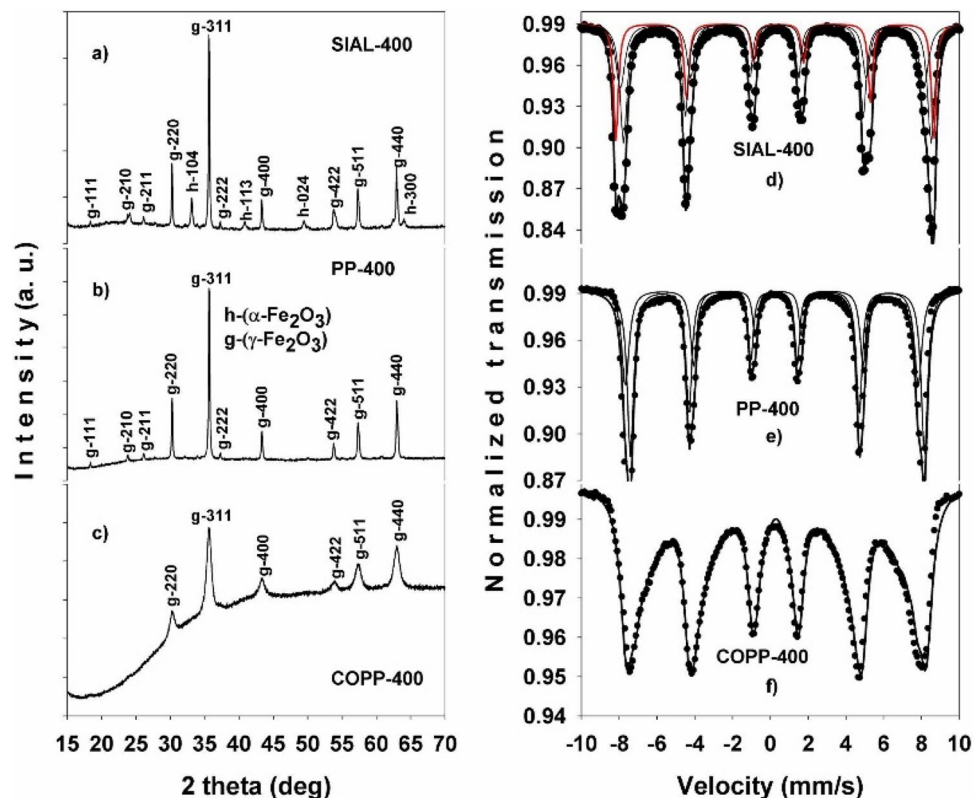 a)
SIAL-400
g-111
g-210
g-211
g-220
h-104
g-311
g-222
h-113
g-400
h-024
g-422
g-511
g-440
h-300
b)
PP-400
h-(α-Fe2O3)
g-(γ-Fe2O3)
g-111
g-210
g-211
g-220
g-311
g-222
g-400
g-422
g-511
g-440
c)
COPP-400
g-220
g-311
g-400
g-422
g-511
g-440
Intensity (a. u.)
15 20 25 30 35 40 45 50 55 60 65 70
2 theta (deg)
Normalized transmission
0.99
0.96
0.93
0.90
0.87
0.84
SIAL-400
d)
0.99
0.96
0.93
0.90
0.87
PP-400
e)
0.99
0.98
0.97
0.96
0.95
0.94
COPP-400
f)
-10 -8 -6 -4 -2 0 2 4 6 8 10
Velocity (mm/s)